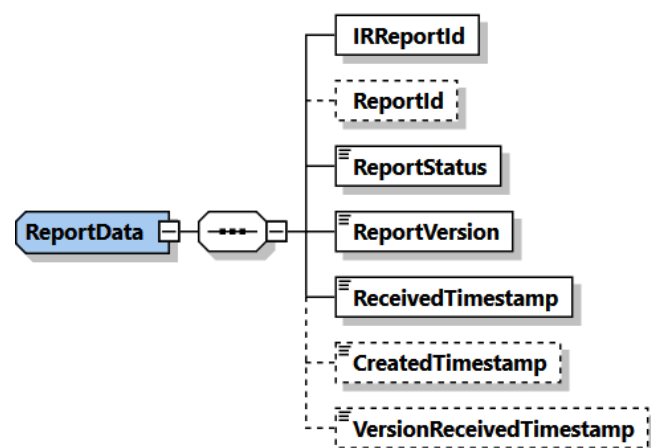 IRReportId
ReportId
ReportStatus
ReportData
ReportVersion
ReceivedTimestamp
CreatedTimestamp
VersionReceivedTimestamp